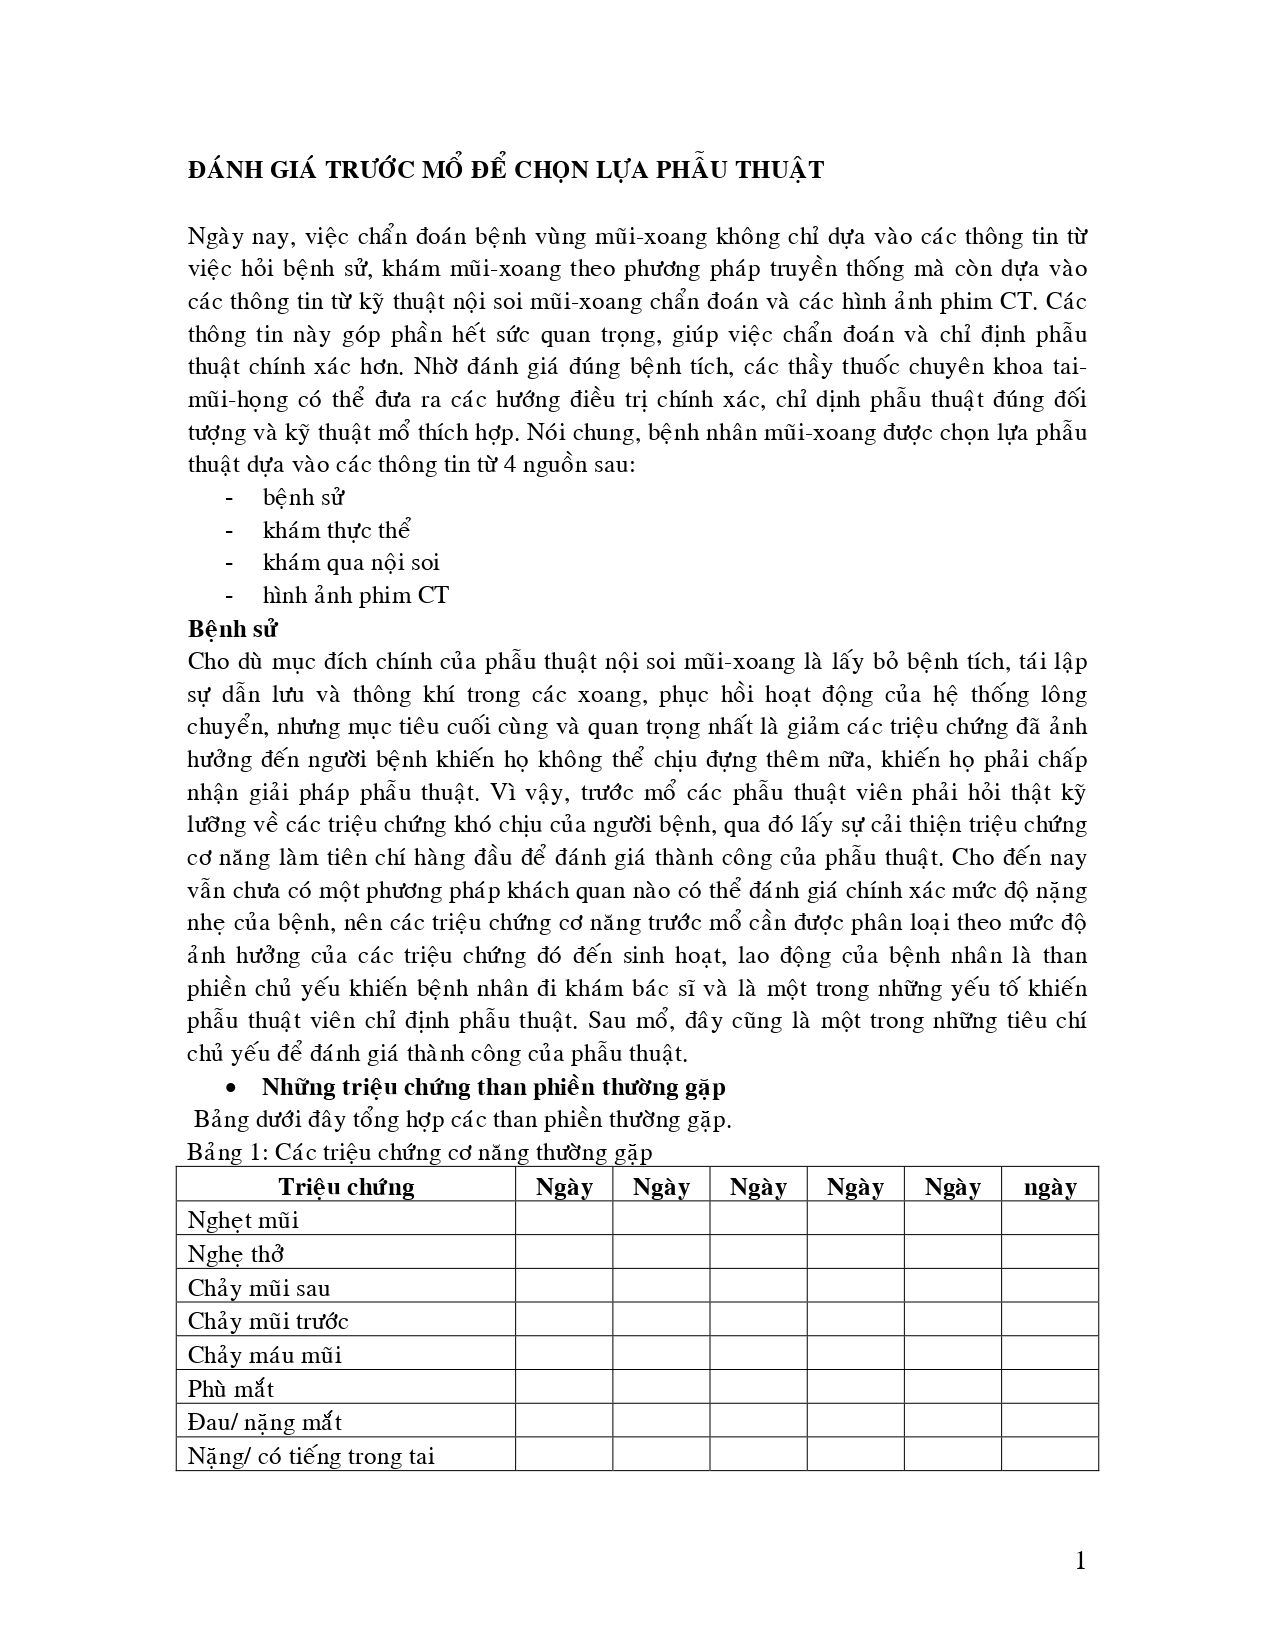 ĐÁNH GIÁ TRƯỚC MỔ ĐỂ CHỌN LỰA PHẪU THUẬT
Ngày nay, việc chẩn đoán bệnh vùng mũi-xoang không chỉ dựa vào các thông tin từ
việc hỏi bệnh sử, khám mũi-xoang theo phương pháp truyền thống mà còn dựa vào
các thông tin từ kỹ thuật nội soi mũi-xoang chẩn đoán và các hình ảnh phim CT. Các
thông tin này góp phần hết sức quan trọng, giúp việc chẩn đoán và chỉ định phẫu
thuật chính xác hơn. Nhờ đánh giá đúng bệnh tích, các thầy thuốc chuyên khoa tai-
mũi-họng có thể đưa ra các hướng điều trị chính xác, chỉ dịnh phẫu thuật đúng đối
tượng và kỹ thuật mổ thích hợp. Nói chung, bệnh nhân mũi-xoang được chọn lựa phẫu
thuật dựa vào các thông tin từ 4 nguồn sau:
- bệnh sử
- khám thực thể
- khám qua nội soi
- hình ảnh phim CT
Bệnh sử
Cho dù mục đích chính của phẫu thuật nội soi mũi-xoang là lấy bỏ bệnh tích, tái lập
sự dẫn lưu và thông khí trong các xoang, phục hồi hoạt động của hệ thống lông
chuyển, nhưng mục tiêu cuối cùng và quan trọng nhất là giảm các triệu chứng đã ảnh
hưởng đến người bệnh khiến họ không thể chịu đựng thêm nữa, khiến họ phải chấp
nhận giải pháp phẫu thuật. Vì vậy, trước mổ các phẫu thuật viên phải hỏi thật kỹ
lưỡng về các triệu chứng khó chịu của người bệnh, qua đó lấy sự cải thiện triệu chứng
cơ năng làm tiên chí hàng đầu để đánh giá thành công của phẫu thuật. Cho đến nay
vẫn chưa có một phương pháp khách quan nào có thể đánh giá chính xác mức độ nặng
nhẹ của bệnh, nên các triệu chứng cơ năng trước mổ cần được phân loại theo mức độ
ảnh hưởng của các triệu chứng đó đến sinh hoạt, lao động của bệnh nhân là than
phiền chủ yếu khiến bệnh nhân đi khám bác sĩ và là một trong những yếu tố khiến
phẫu thuật viên chỉ định phẫu thuật. Sau mổ, đây cũng là một trong những tiêu chí
chủ yếu để đánh giá thành công của phẫu thuật.
• Những triệu chứng than phiền thường gặp
Bảng dưới đây tổng hợp các than phiền thường gặp.
Bảng 1: Các triệu chứng cơ năng thường gặp
Triệu chứng Ngày Ngày Ngày Ngày Ngày ngày
Nghẹt mũi
Nghẹ thở
Chảy mũi sau
Chảy mũi trước
Chảy máu mũi
Phù mắt
Đau/ nặng mắt
Nặng/ có tiếng trong tai
1